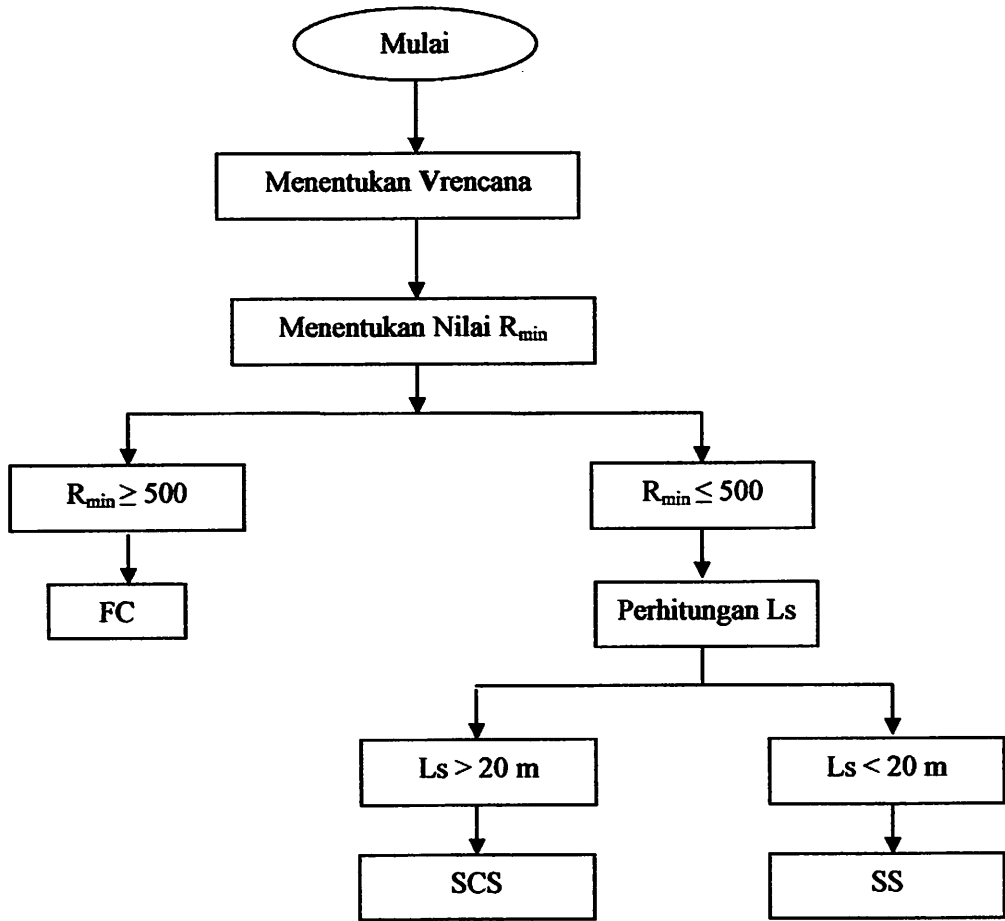 Mulai
Menentukan Vrencana
Menentukan Nilai Rmin
Rmin ≥ 500
Rmin ≤ 500
FC
Perhitungan Ls
Ls > 20 m
Ls < 20 m
SCS
SS